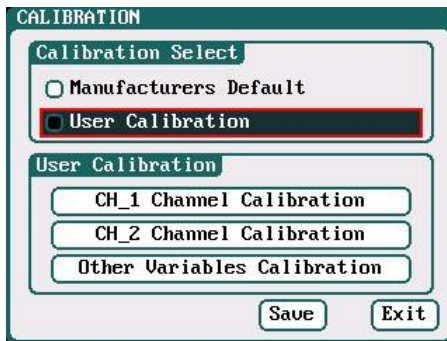 CALIBRATION
Calibration Select
Manufacturers Default
User Calibration
User Calibration
CH_1 Channel Calibration
CH_2 Channel Calibration
Other Variables Calibration
Save Exit